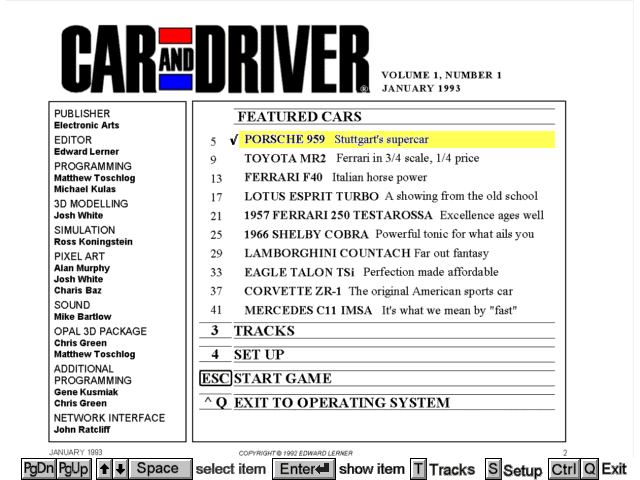 CAR AND DRIVER®
VOLUME 1, NUMBER 1
JANUARY 1993
PUBLISHER
Electronic Arts
EDITOR
Edward Lerner
PROGRAMMING
Matthew Toschlog
Michael Kulas
3D MODELLING
Josh White
SIMULATION
Ross Koningstein
PIXEL ART
Alan Murphy
Josh White
Charis Baz
SOUND
Mike Bartlow
OPAL 3D PACKAGE
Chris Green
Matthew Toschlog
ADDITIONAL
PROGRAMMING
Gene Kusmiak
Chris Green
NETWORK INTERFACE
John Ratcliff
FEATURED CARS
5 √ PORSCHE 959 Stuttgart's supercar
9 TOYOTA MR2 Ferrari in 3/4 scale, 1/4 price
13 FERRARI F40 Italian horse power
17 LOTUS ESPRIT TURBO A showing from the old school
21 1957 FERRARI 250 TESTAROSSA Excellence ages well
25 1966 SHELBY COBRA Powerful tonic for what ails you
29 LAMBORGHINI COUNTACH Far out fantasy
33 EAGLE TALON TSi Perfection made affordable
37 CORVETTE ZR-1 The original American sports car
41 MERCEDES C11 IMSA It's what we mean by "fast"
3 TRACKS
4 SET UP
ESC START GAME
^ Q EXIT TO OPERATING SYSTEM
JANUARY 1993 COPYRIGHT © 1992 EDWARD LERNER 2
PgDn PgUp ↑ ↓ Space select item Enter↵ show item T Tracks S Setup Ctrl Q Exit